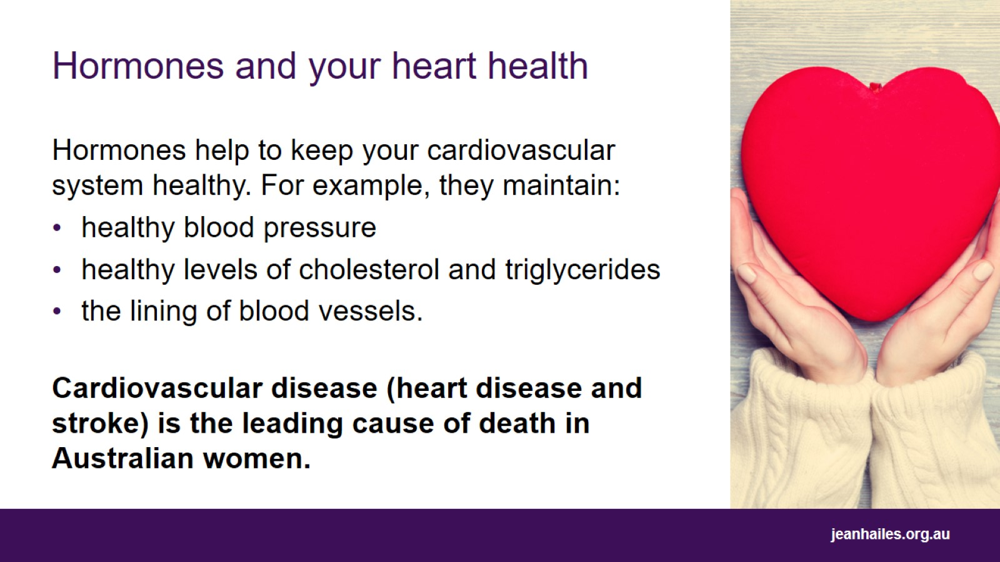 Hormones and your heart health
Hormones help to keep your cardiovascular
system healthy. For example, they maintain:
• healthy blood pressure
• healthy levels of cholesterol and triglycerides
• the lining of blood vessels.
Cardiovascular disease (heart disease and
stroke) is the leading cause of death in
Australian women.
jeanhailes.org.au